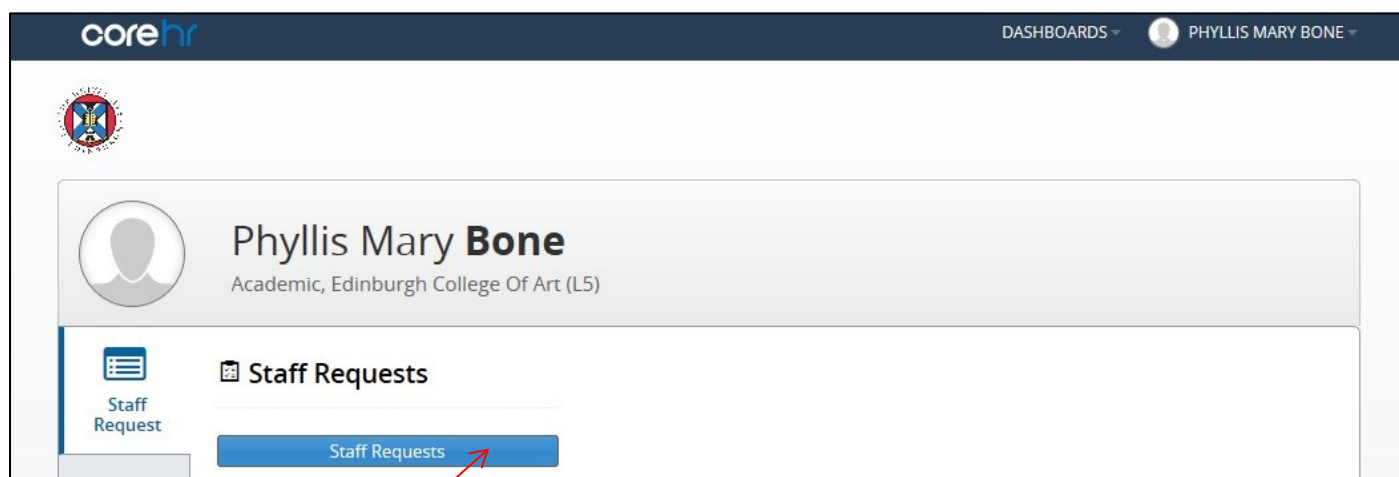 corehr
DASHBOARDS
PHYLLIS MARY BONE
Phyllis Mary Bone
Academic, Edinburgh College Of Art (L5)
Staff
Request
Staff Requests
Staff Requests